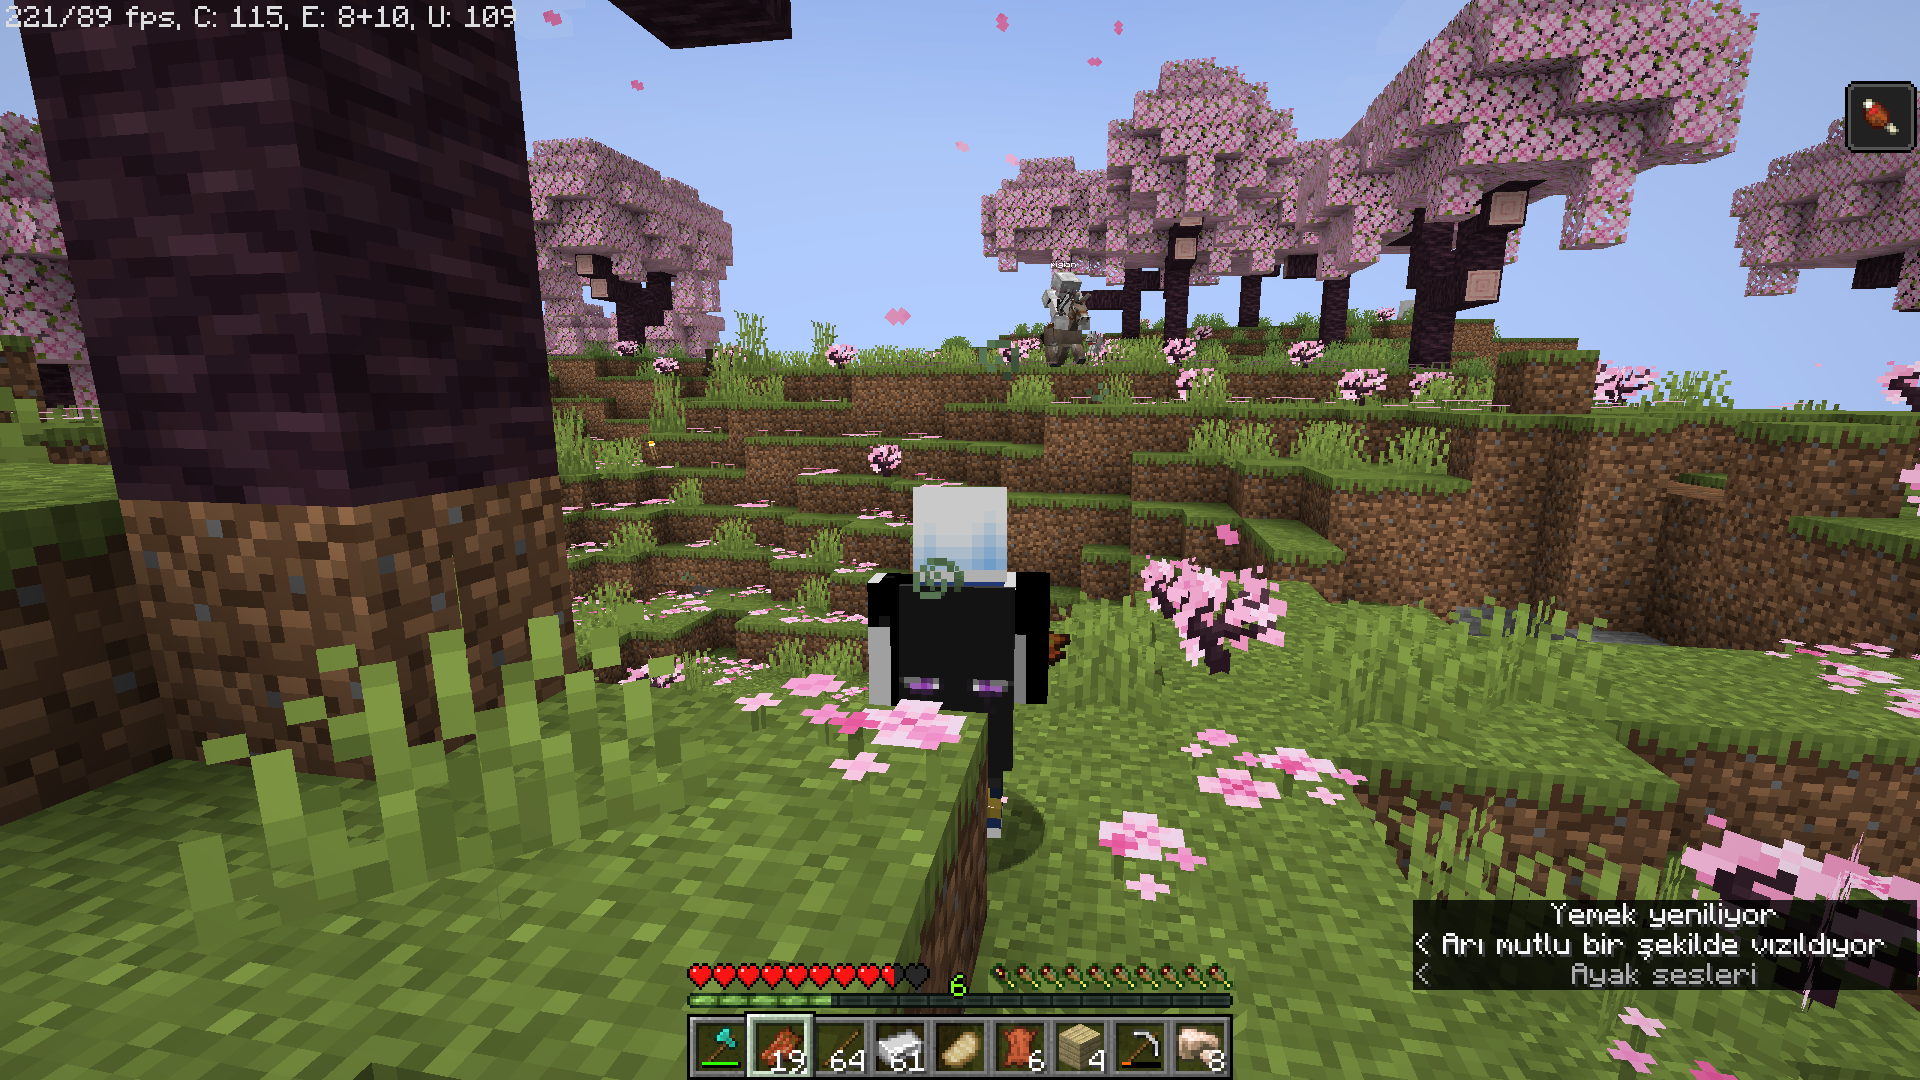 221/89 fps, C: 115, E: 8+10, U: 109
Yemek yeniliyor
< Arı mutlu bir şekilde vızıldıyor
< Ayak sesleri
6
19
64
61
6
4
8